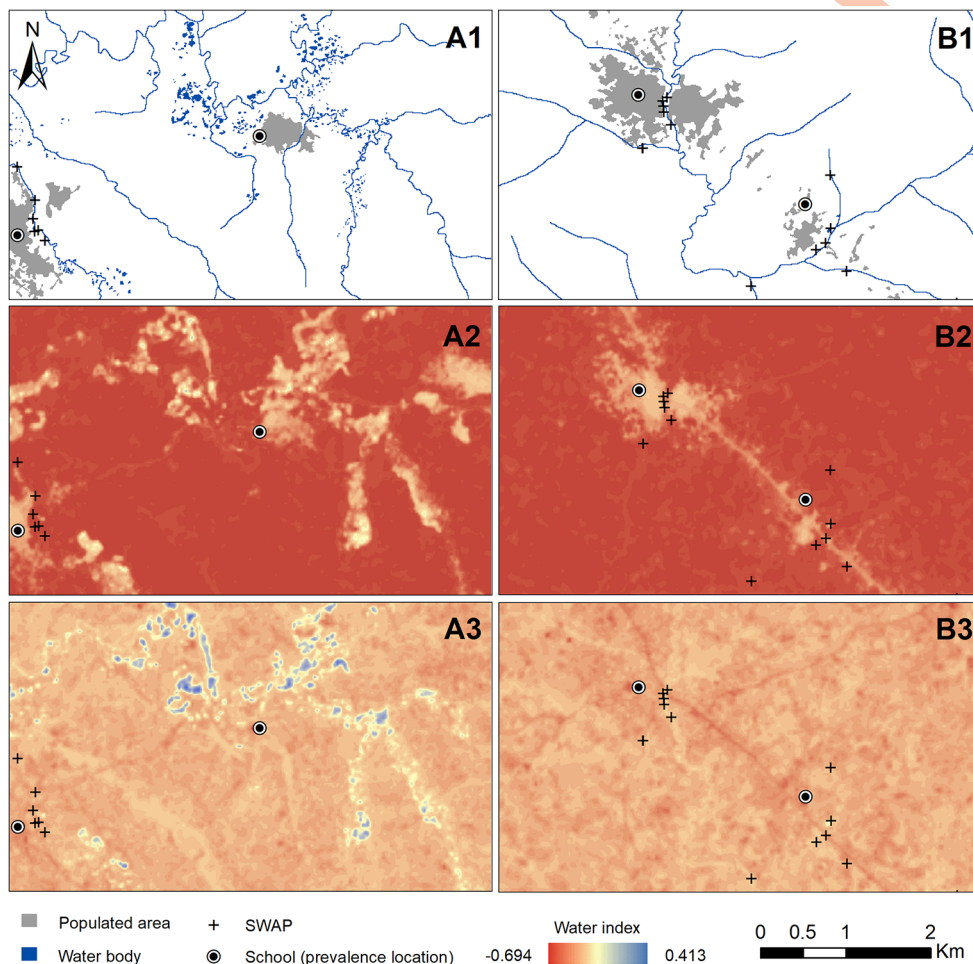 N
A1
B1
A2
B2
A3
B3
Populated area
SWAP
Water body
School (prevalence location)
Water index
-0.694
0.413
0 0.5 1 2
Km